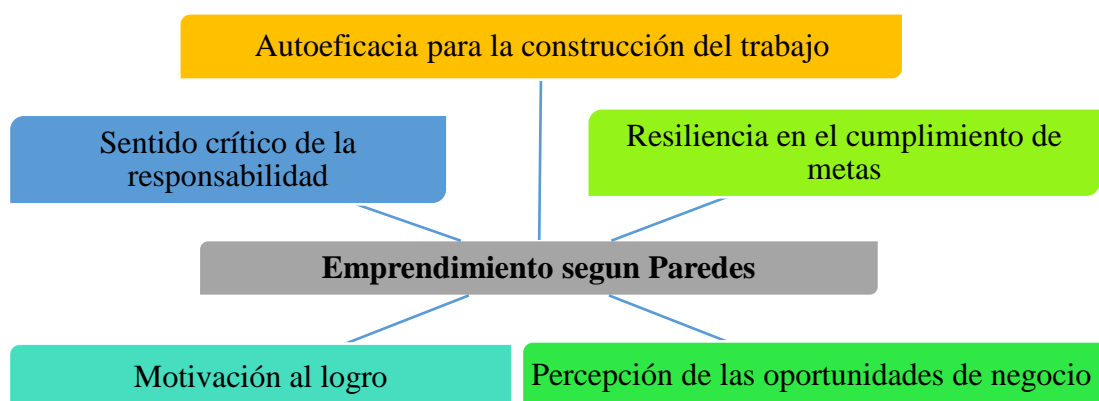 Autoeficacia para la construcción del trabajo
Sentido crítico de la
responsabilidad
Resiliencia en el cumplimiento de
metas
Emprendimiento segun Paredes
Motivación al logro
Percepción de las oportunidades de negocio